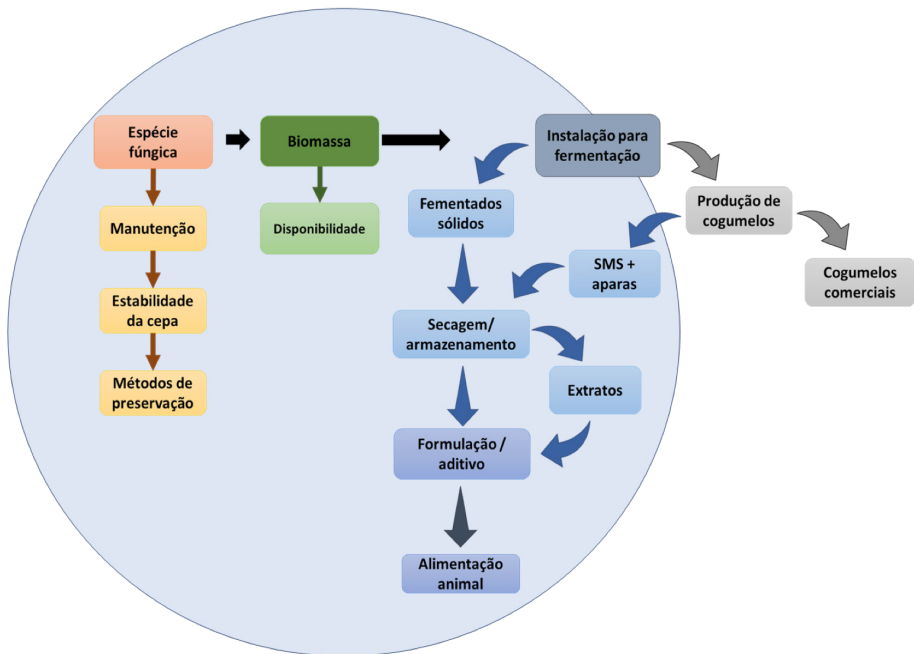 Espécie
fúngica
Biomassa
Instalação para
fermentação
Manutenção
Disponibilidade
Fementados
sólidos
Produção de
cogumelos
Estabilidade
da cepa
SMS +
aparas
Cogumelos
comerciais
Secagem/
armazenamento
Métodos de
preservação
Extratos
Formulação /
aditivo
Alimentação
animal